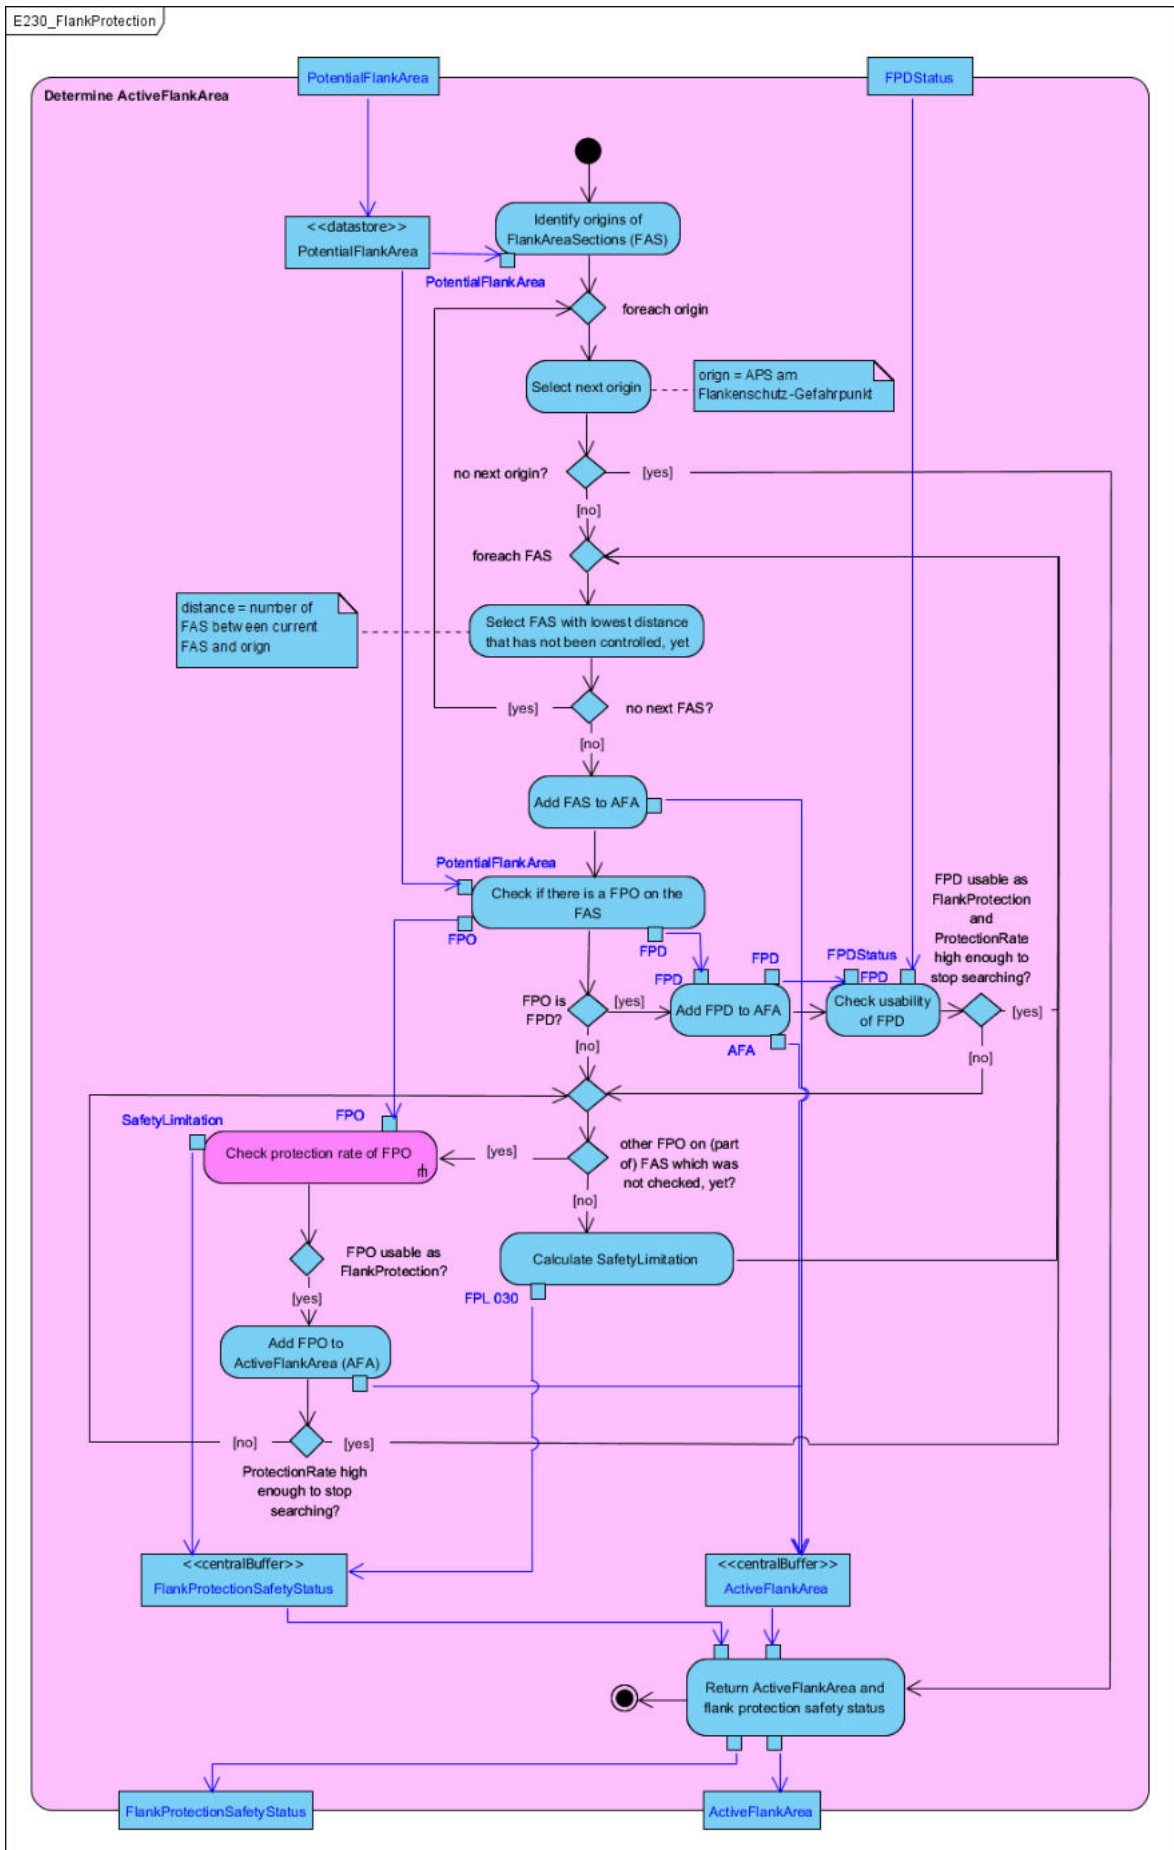 E230_FlankProtection
PotentialFlankArea
FPDStatus
Determine ActiveFlankArea
<<datastore>>
PotentialFlankArea
Identify origins of
FlankAreaSections (FAS)
PotentialFlankArea
foreach origin
Select next origin
orign = APS am
Flankenschutz-Gefahrpunkt
no next origin?
[yes]
[no]
foreach FAS
distance = number of
FAS between current
FAS and orign
Select FAS with lowest distance
that has not been controlled, yet
[yes]
no next FAS?
[no]
Add FAS to AFA
PotentialFlankArea
Check if there is a FPO on the
FAS
FPD usable as
FlankProtection
and
ProtectionRate
high enough to
stop searching?
FPO
FPD
FPD
FPD
FPDStatus
FPD
FPO is
FPD?
[yes]
Add FPD to AFA
Check usability
of FPD
[yes]
[no]
AFA
[no]
SafetyLimitation
FPO
Check protection rate of FPO
[yes]
other FPO on (part
of) FAS which was
not checked, yet?
[no]
FPO usable as
FlankProtection?
Calculate SafetyLimitation
[yes]
FPL 030
Add FPO to
ActiveFlankArea (AFA)
[no]
[yes]
ProtectionRate high
enough to stop
searching?
<<centralBuffer>>
FlankProtectionSafetyStatus
<<centralBuffer>>
ActiveFlankArea
Return ActiveFlankArea and
flank protection safety status
FlankProtectionSafetyStatus
ActiveFlankArea